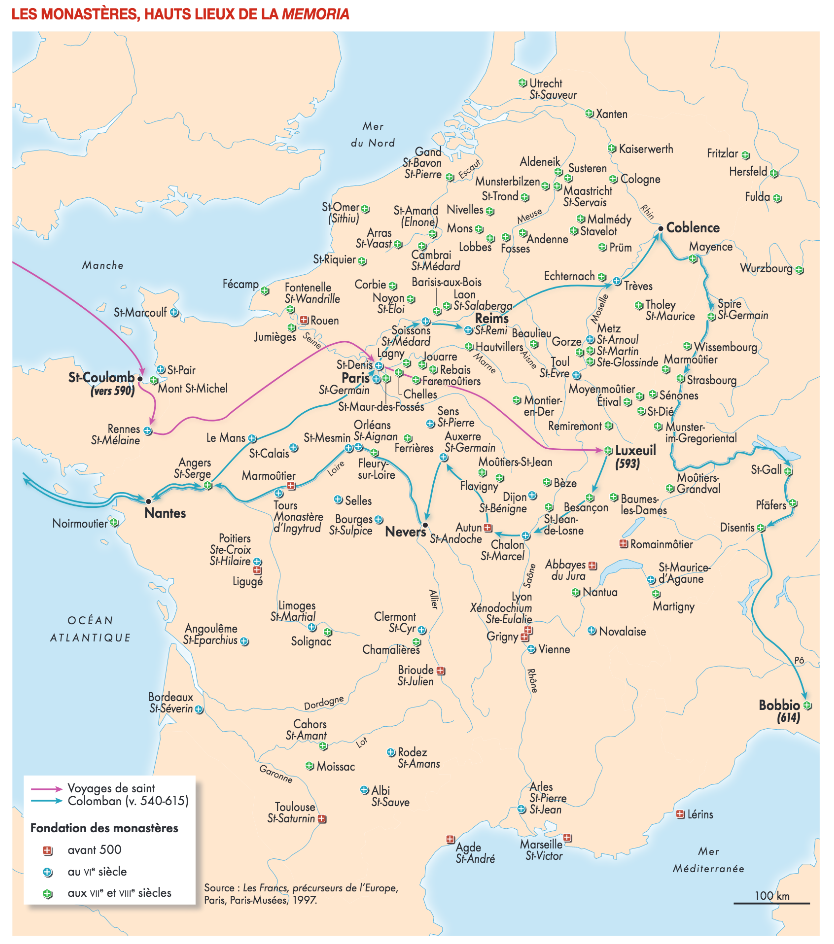 LES MONASTÈRES, HAUTS LIEUX DE LA MEMORIA
Utrecht
St-Sauveur
Xanten
Mer
du Nord
Kaiserwerth
Fritzlar
Hersfeld
Fulda
Gand
St-Bavon
St-Pierre
Escaut
Aldeneik
Susteren
Munsterbilzen
Cologne
Maastricht
St-Servais
St-Trond
Rhin
St-Omer
(Sithiu)
St-Amand
(Elnone)
Nivelles
Meuse
Malmédy
Stavelot
Coblence
Arras
St-Vaast
Mons
Lobbes
Fosses
Andenne
Prüm
Mayence
Cambrai
St-Médard
St-Riquier
Wurzbourg
Manche
Echternach
Trèves
Fécamp
Fontenelle
St-Wandrille
Corbie
Barisis-aux-Bois
Noyon
St-Eloi
Laon
St-Salaberga
Moselle
Tholey
St-Maurice
Spire
St-Germain
St-Marcoulf
Rouen
Reims
St-Remi
Jumièges
Seine
Soissons
St-Médard
Beaulieu
Metz
St-Arnoul
St-Martin
Ste-Glossinde
Gorze
Hautvillers
Aisne
Wissembourg
Lagny
Jouarre
Marne
Toul
St-Evre
Marmoûtier
St-Denis
Rebais
St-Pair
St-Coulamb
(vers 590)
Mont St-Michel
Paris
St-Germain
Faremoûtiers
Strasbourg
Chelles
Moyenmoûtier
Étival
Sénones
St-Maur-des-Fossés
Montier-
en-Der
St-Dié
Sens
St-Pierre
Remiremont
Munster-
im-Gregoriental
Rennes
St-Mélaine
Orléans
St-Aignan
Le Mans
St-Mesmin
Auxerre
St-Germain
St-Calais
Ferrières
Luxeuil
(593)
Angers
St-Serge
Loire
Fleury-
sur-Loire
Moûtiers-St-Jean
St-Gall
Marmoûtier
Flavigny
Bèze
Moûtiers-
Grandval
Nantes
Tours
Monastère
d'Ingytrud
Selles
Dijon
St-Bénigne
Besançon
Baumes-
les-Dames
Pfäfers
Noirmoutier
Bourges
St-Sulpice
Nevers
Autun
St-Andoche
St-Jean-
de-Losne
Disentis
Poitiers
Ste-Croix
St-Hilaire
Chalon
St-Marcel
Romainmôtier
Ligugé
Abbayes
du Jura
St-Maurice-
d'Agaune
Saône
Allier
Nantua
Martigny
OCÉAN
ATLANTIQUE
Limoges
St-Martial
Lyon
Xénodochium
Ste-Eulalie
Clermont
St-Cyr
Angoulême
St-Eparchius
Solignac
Grigny
Novalaise
Chamalières
Vienne
Pô
Brioude
St-Julien
Rhône
Bordeaux
St-Séverin
Dordogne
Bobbio
(614)
Cahors
St-Amant
Lot
Rodez
St-Amans
Garonne
Moissac
Albi
St-Sauve
Arles
St-Pierre
St-Jean
Toulouse
St-Saturnin
Lérins
Agde
St-André
Marseille
St-Victor
Mer
Méditerranée
Voyages de saint
Colomban (v. 540-615)
Fondation des monastères
avant 500
au VIe siècle
aux VIIe et VIIIe siècles
Source : Les Francs, précurseurs de l'Europe,
Paris, Paris-Musées, 1997.
100 km